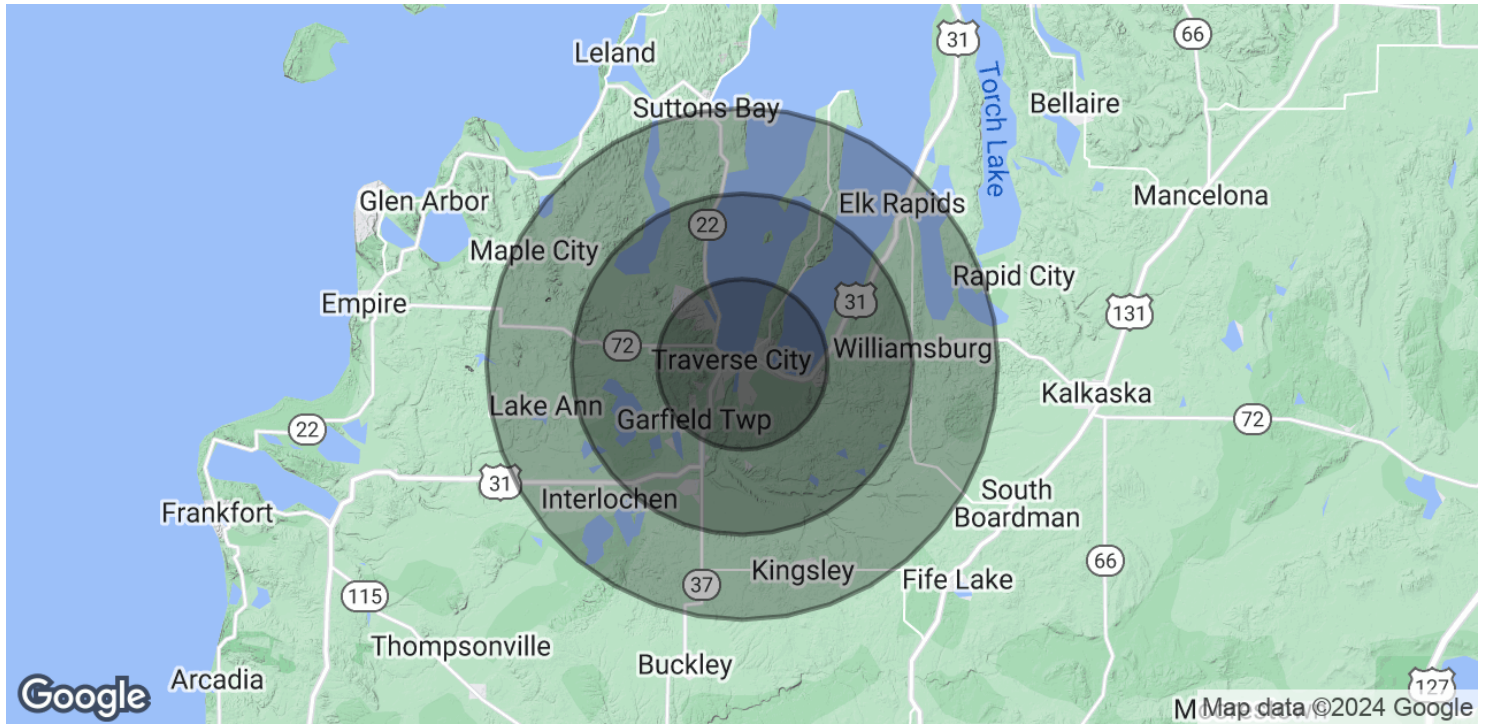 66
31
Leland
Torch Lake
Bellaire
Suttons Bay
Mancelona
Glen Arbor
Elk Rapids
22
Maple City
Rapid City
Empire
31
131
72
Traverse City
Williamsburg
Kalkaska
Lake Ann
Garfield Twp
72
22
31
Interlochen
South
Boardman
Frankfort
66
Kingsley
Fife Lake
37
115
Thompsonville
Buckley
Arcadia
127
Google
Map data ©2024 Google